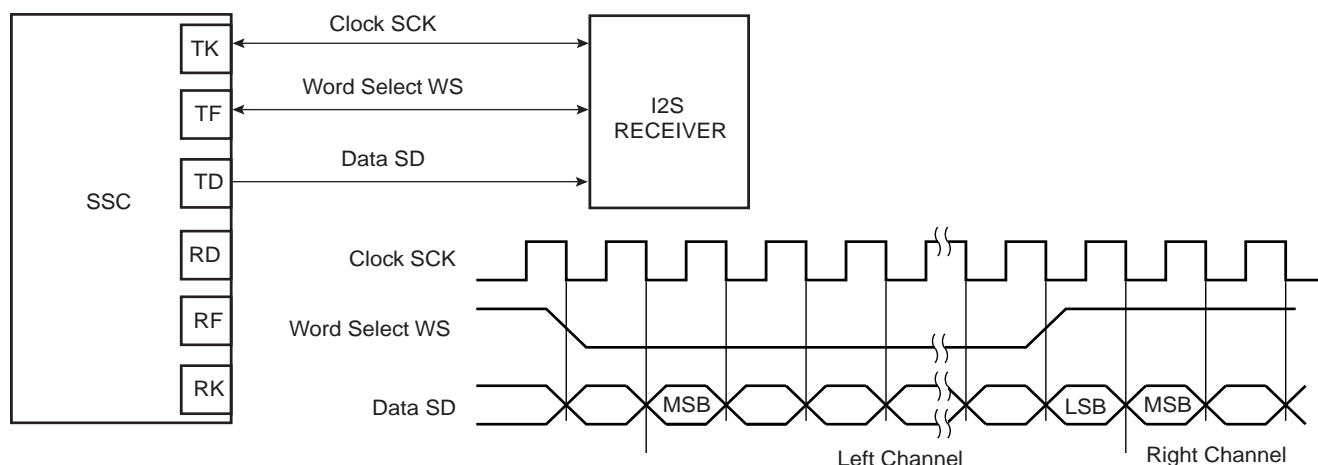 Clock SCK
TK
Word Select WS
TF
I2S
RECEIVER
Data SD
TD
SSC
RD
RF
RK
Clock SCK
Word Select WS
Data SD
MSB
LSB
MSB
Left Channel
Right Channel